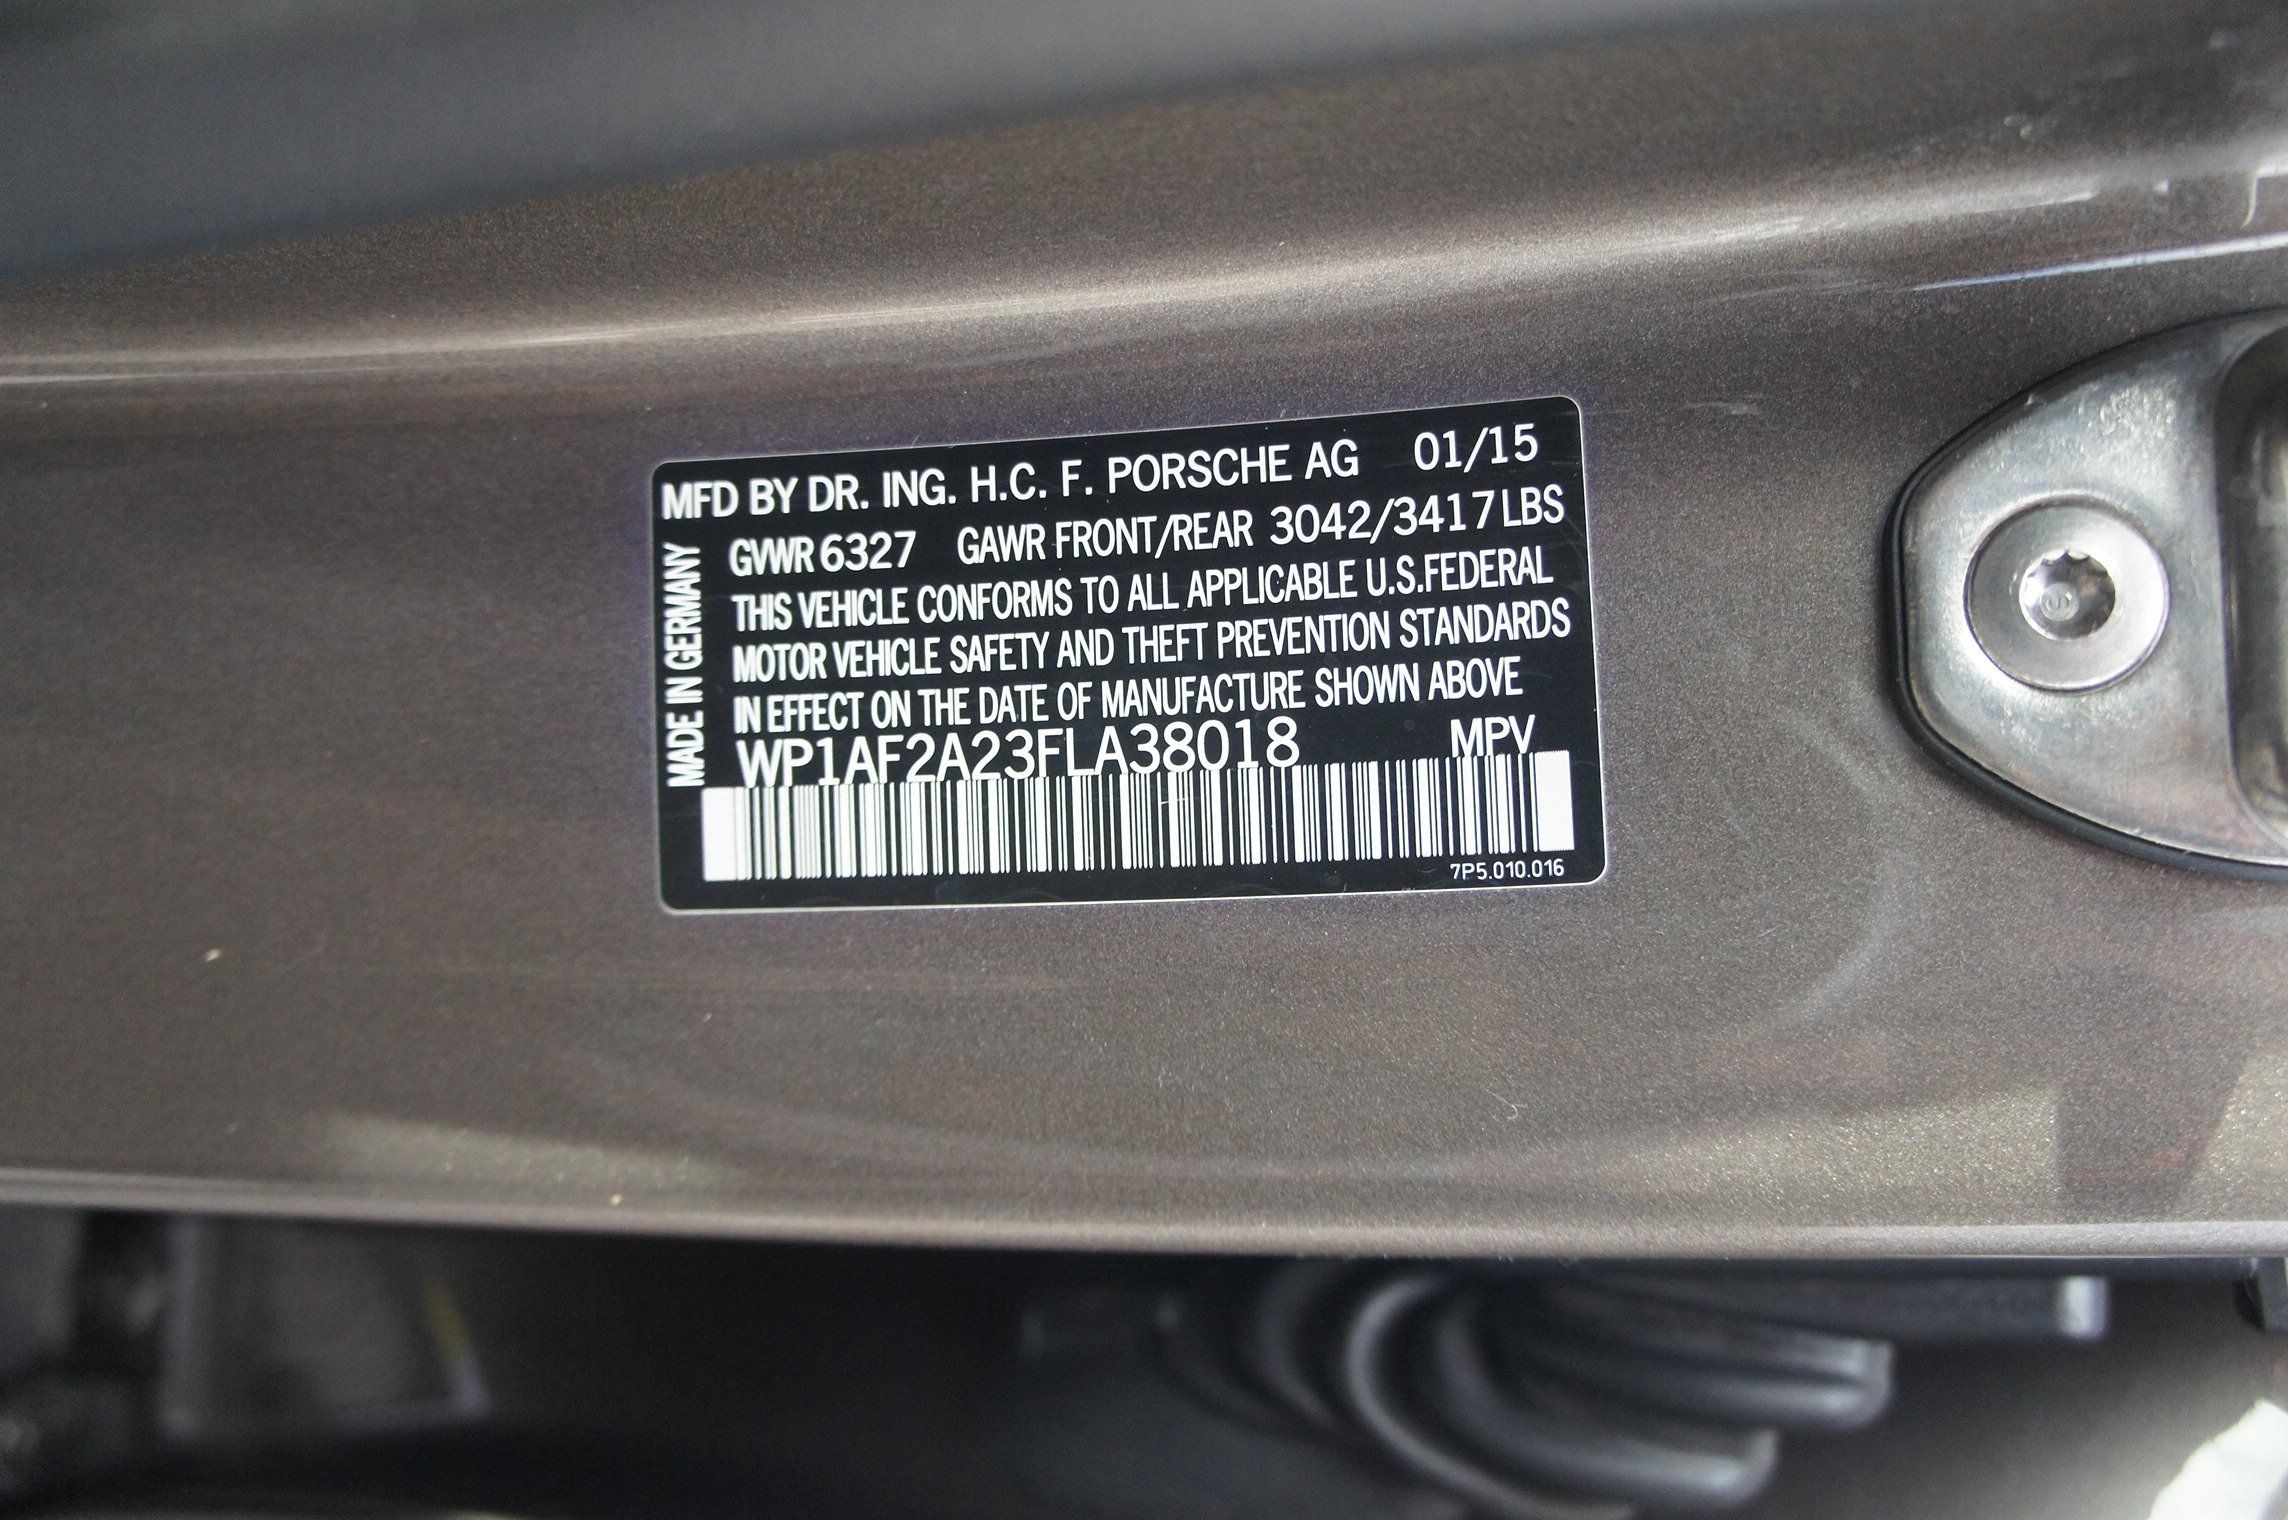 MFD BY DR. ING. H.C. F. PORSCHE AG 01/15
GVWR 6327 GAWR FRONT/REAR 3042/3417LBS
THIS VEHICLE CONFORMS TO ALL APPLICABLE U.S.FEDERAL
MOTOR VEHICLE SAFETY AND THEFT PREVENTION STANDARDS
IN EFFECT ON THE DATE OF MANUFACTURE SHOWN ABOVE
WP1AF2A23FLA38018 MPV
7P5.010.016
MADE IN GERMANY